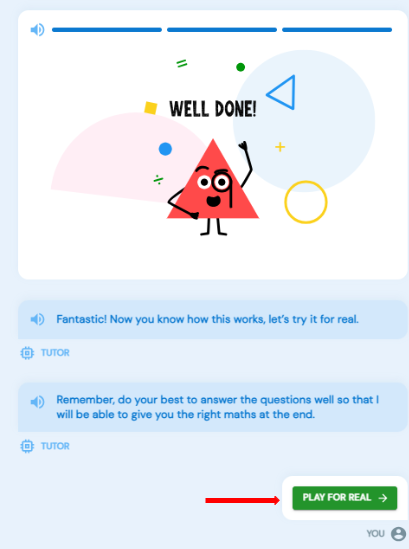 WELL DONE!
Fantastic! Now you know how this works, let's try it for real.
TUTOR
Remember, do your best to answer the questions well so that I
will be able to give you the right maths at the end.
TUTOR
PLAY FOR REAL →
YOU